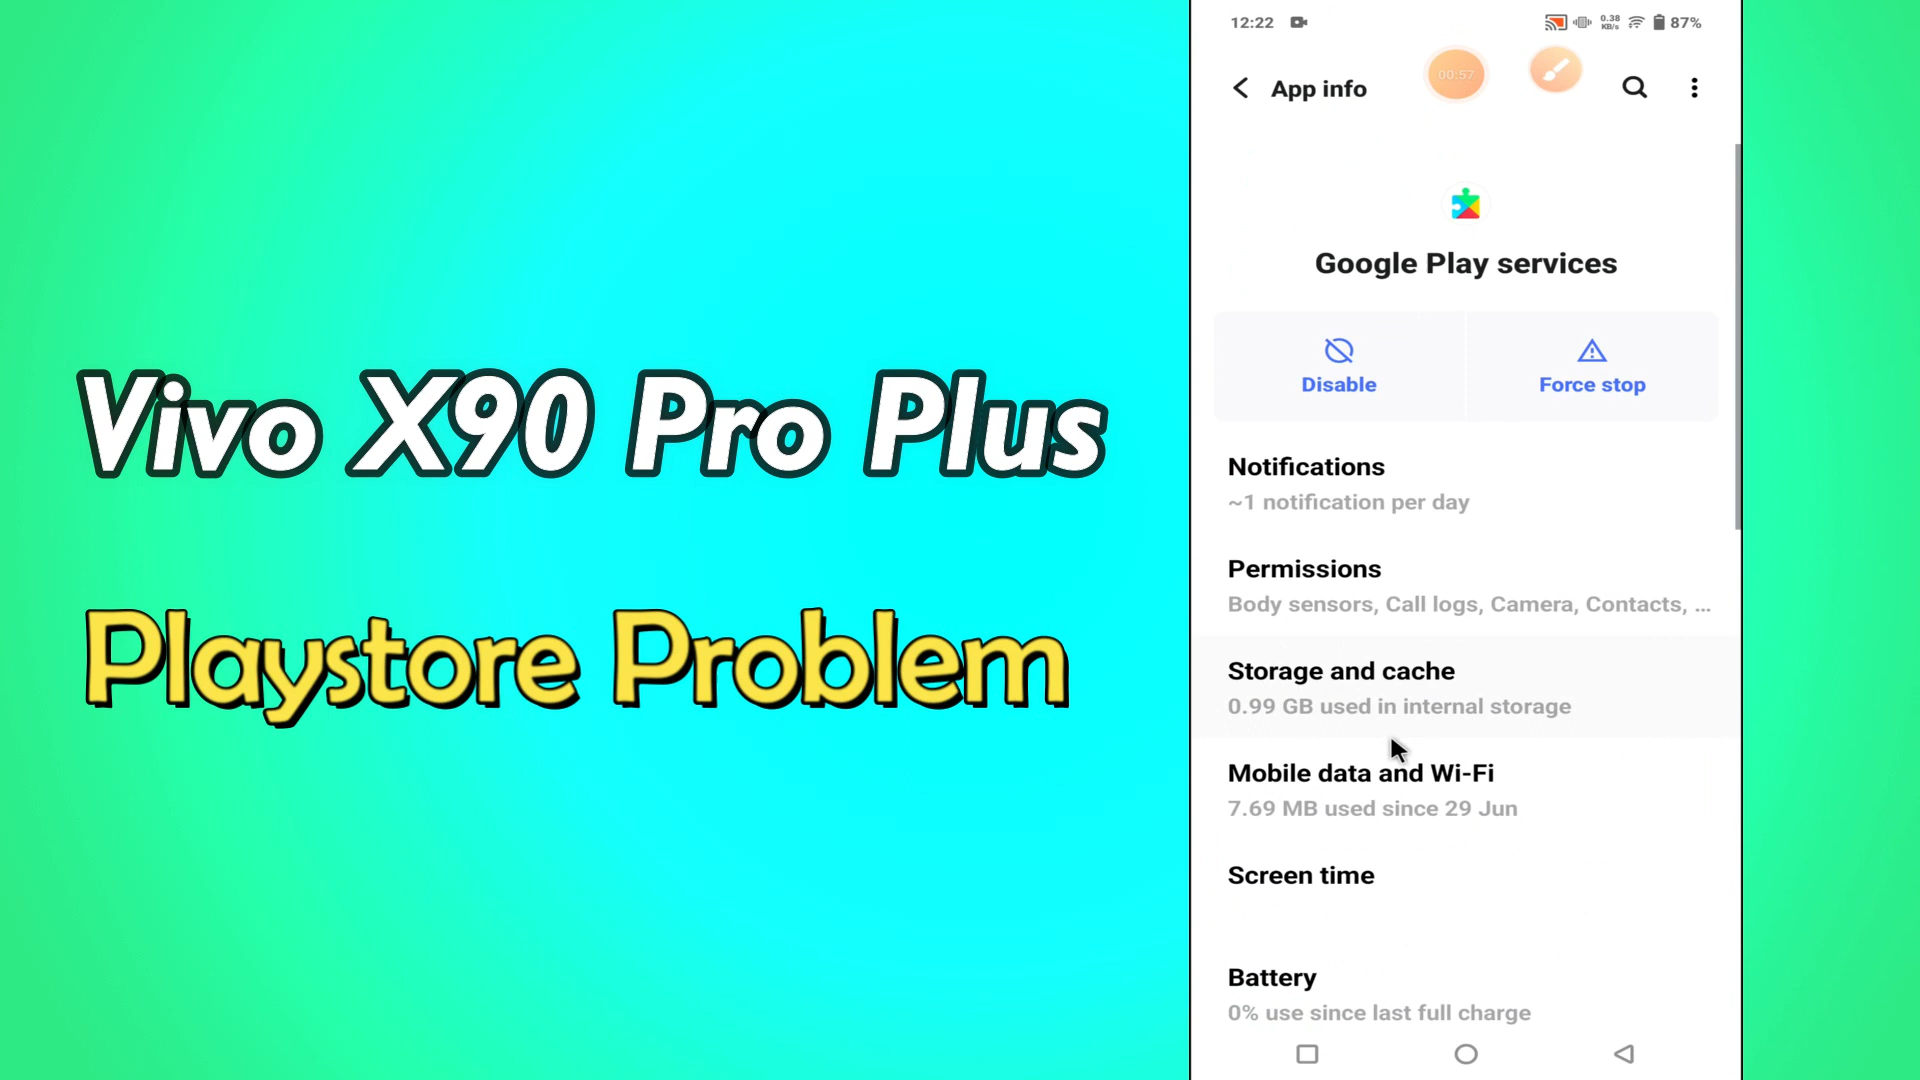 Vivo X90 Pro Plus
Playstore Problem
12:22
0.38 KB/s
87%
App info
00:57
Google Play services
Disable
Force stop
Notifications
~1 notification per day
Permissions
Body sensors, Call logs, Camera, Contacts, ...
Storage and cache
0.99 GB used in internal storage
Mobile data and Wi-Fi
7.69 MB used since 29 Jun
Screen time
Battery
0% use since last full charge